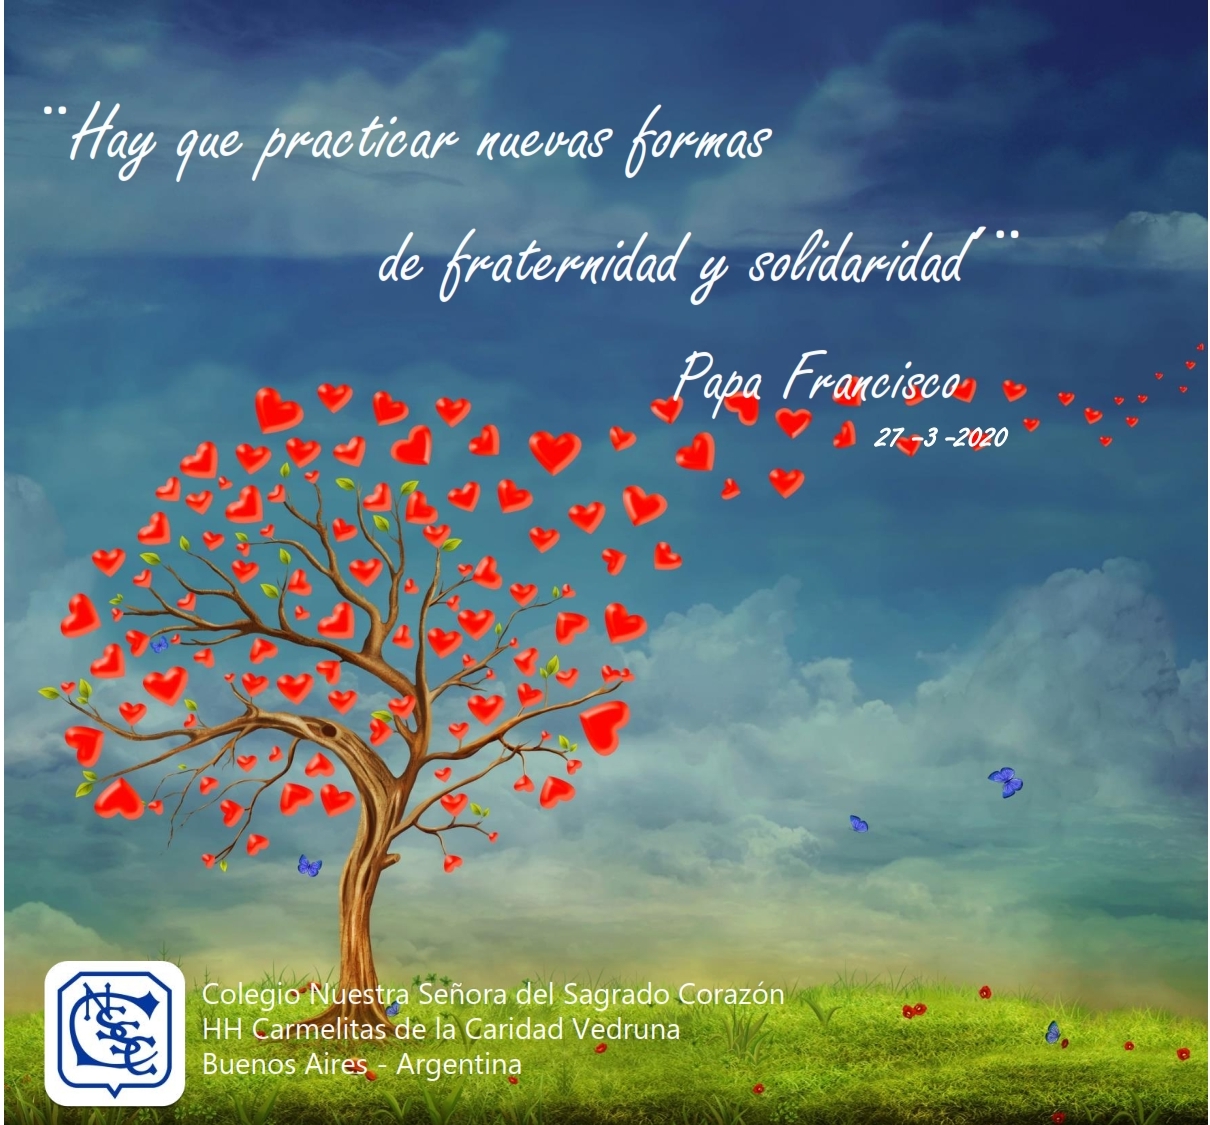 ¨Hay que practicar nuevas formas
de fraternidad y solidaridad´¨
Papa Francisco
27 -3 -2020
Colegio Nuestra Señora del Sagrado Corazón
HH Carmelitas de la Caridad Vedruna
Buenos Aires - Argentina